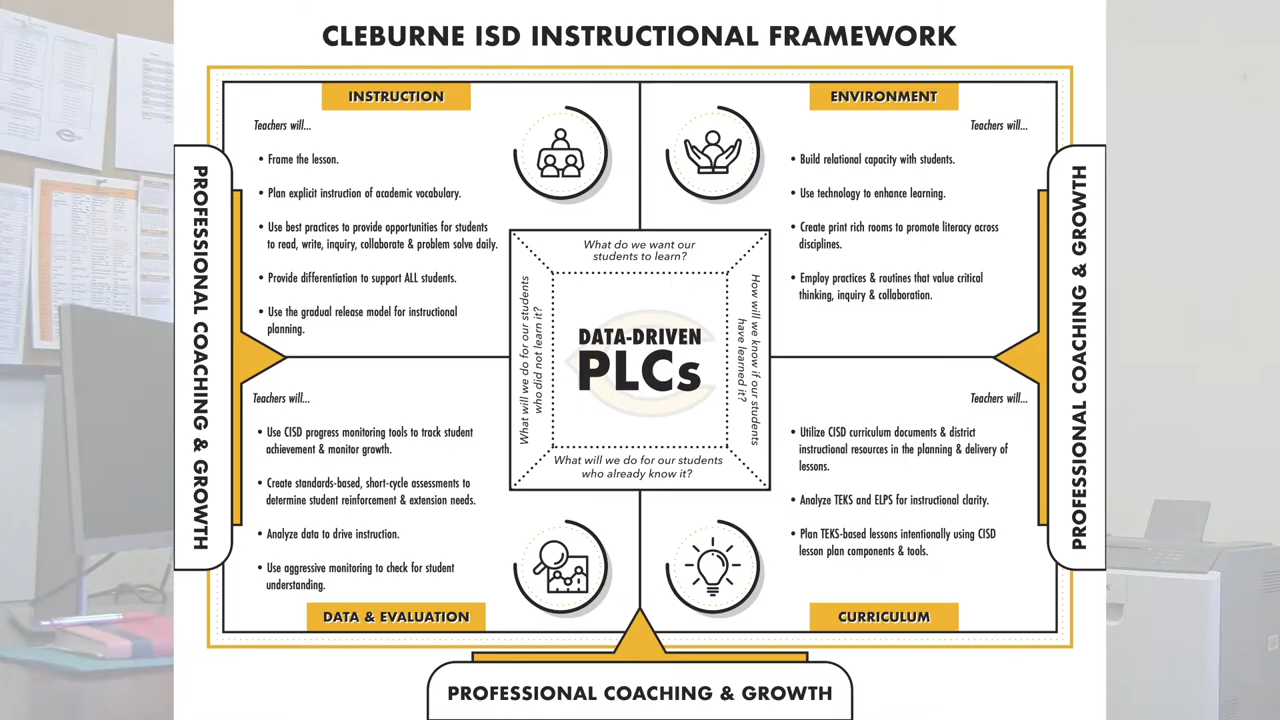 CLEBURNE ISD INSTRUCTIONAL FRAMEWORK
INSTRUCTION
Teachers will...
• Frame the lesson.
• Plan explicit instruction of academic vocabulary.
• Use best practices to provide opportunities for students
to read, write, inquiry, collaborate & problem solve daily.
• Provide differentiation to support ALL students.
• Use the gradual release model for instructional
planning.
ENVIRONMENT
Teachers will...
• Build relational capacity with students.
• Use technology to enhance learning.
• Create print rich rooms to promote literacy across
disciplines.
• Employ practices & routines that value critical
thinking, inquiry & collaboration.
PROFESSIONAL COACHING & GROWTH
What do we want our
students to learn?
What will we do for our students
who did not learn it?
DATA-DRIVEN
PLCs
How will we know if our students
have learned it?
What will we do for our students
who already know it?
PROFESSIONAL COACHING & GROWTH
Teachers will...
• Use CISD progress monitoring tools to track student
achievement & monitor growth.
• Create standards-based, short-cycle assessments to
determine student reinforcement & extension needs.
• Analyze data to drive instruction.
• Use aggressive monitoring to check for student
understanding.
DATA & EVALUATION
Teachers will...
• Utilize CISD curriculum documents & district
instructional resources in the planning & delivery of
lessons.
• Analyze TEKS and ELPS for instructional clarity.
• Plan TEKS-based lessons intentionally using CISD
lesson plan components & tools.
CURRICULUM
PROFESSIONAL COACHING & GROWTH